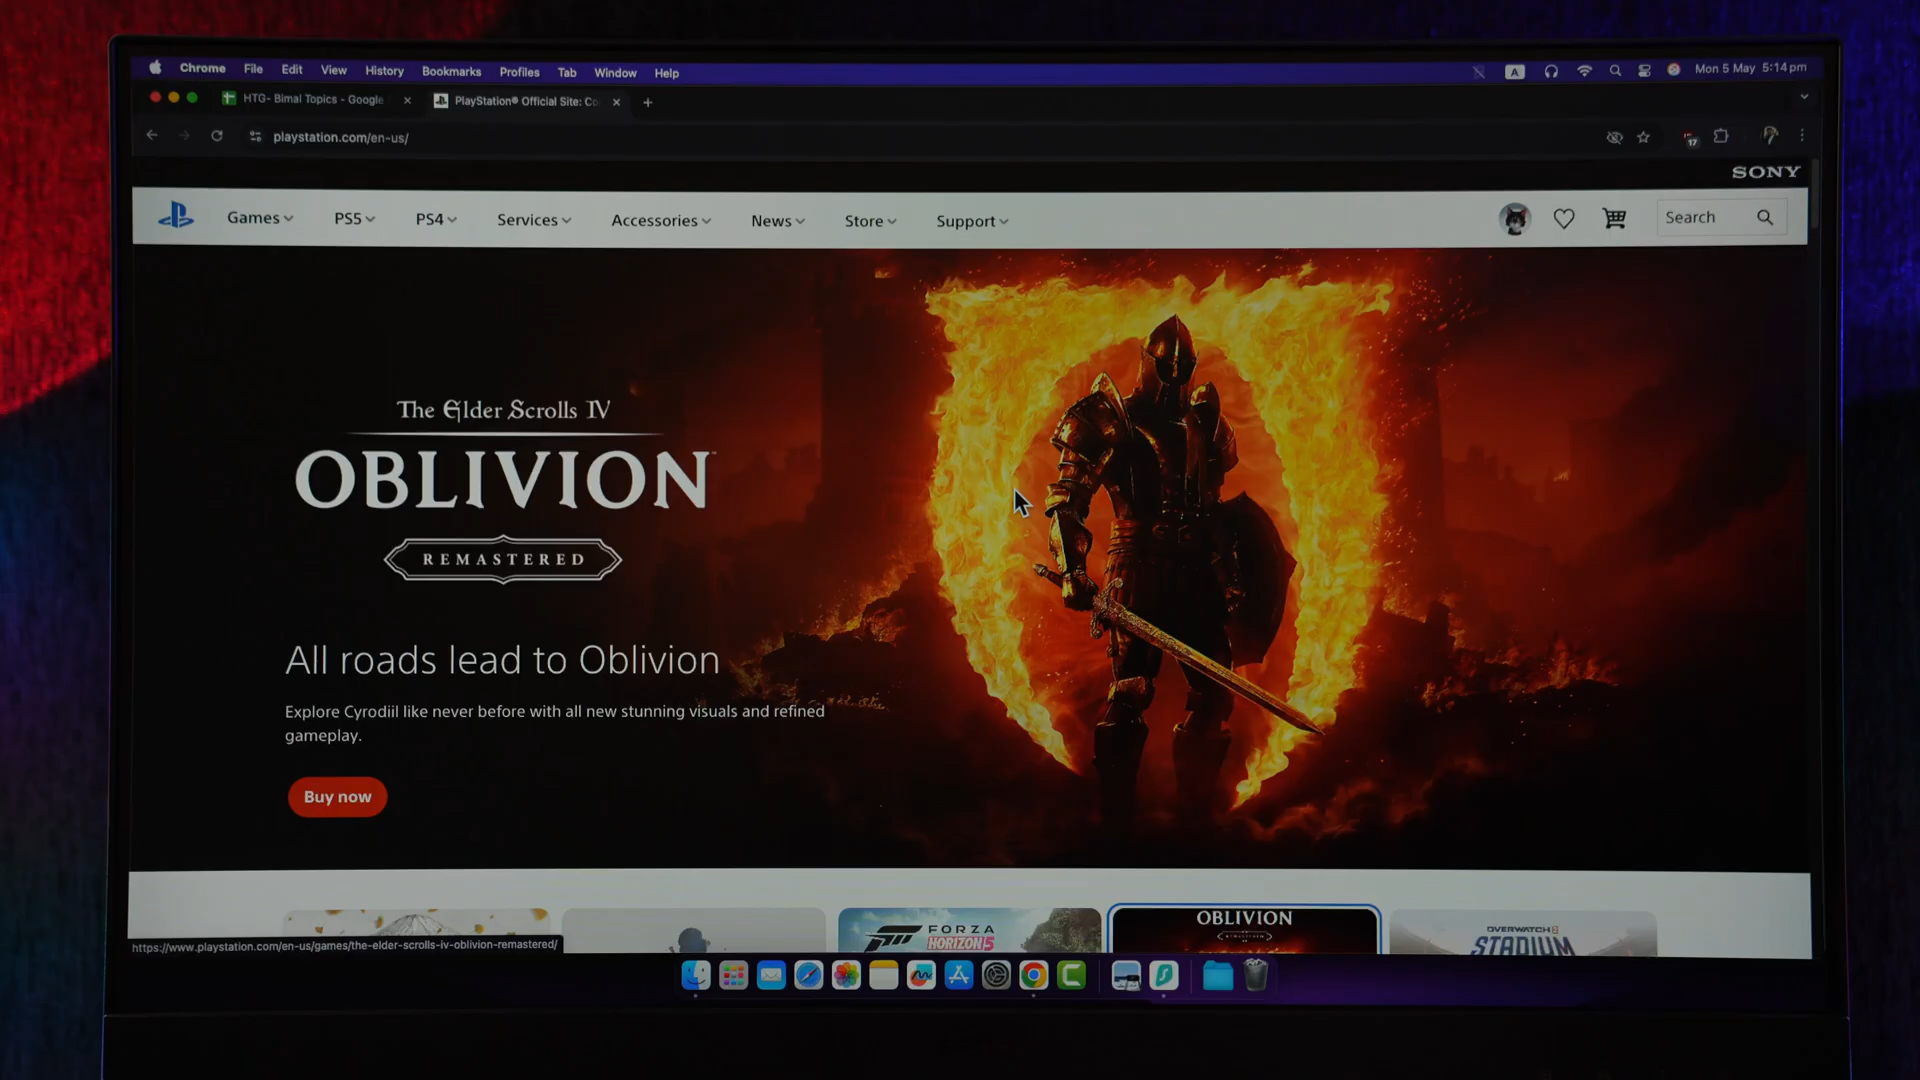 Chrome File Edit View History Bookmarks Profiles Tab Window Help A Mon 5 May 5:14 pm
HTG- Bimal Topics - Google PlayStation® Official Site: Co
playstation.com/en-us/ 17
SONY
Games PS5 PS4 Services Accessories News Store Support Search
The Elder Scrolls IV
OBLIVION™
REMASTERED
All roads lead to Oblivion
Explore Cyrodiil like never before with all new stunning visuals and refined
gameplay.
Buy now
FORZA
HORIZON 5
OBLIVION
REMASTERED
OVERWATCH 2
STADIUM
https://www.playstation.com/en-us/games/the-elder-scrolls-iv-oblivion-remastered/